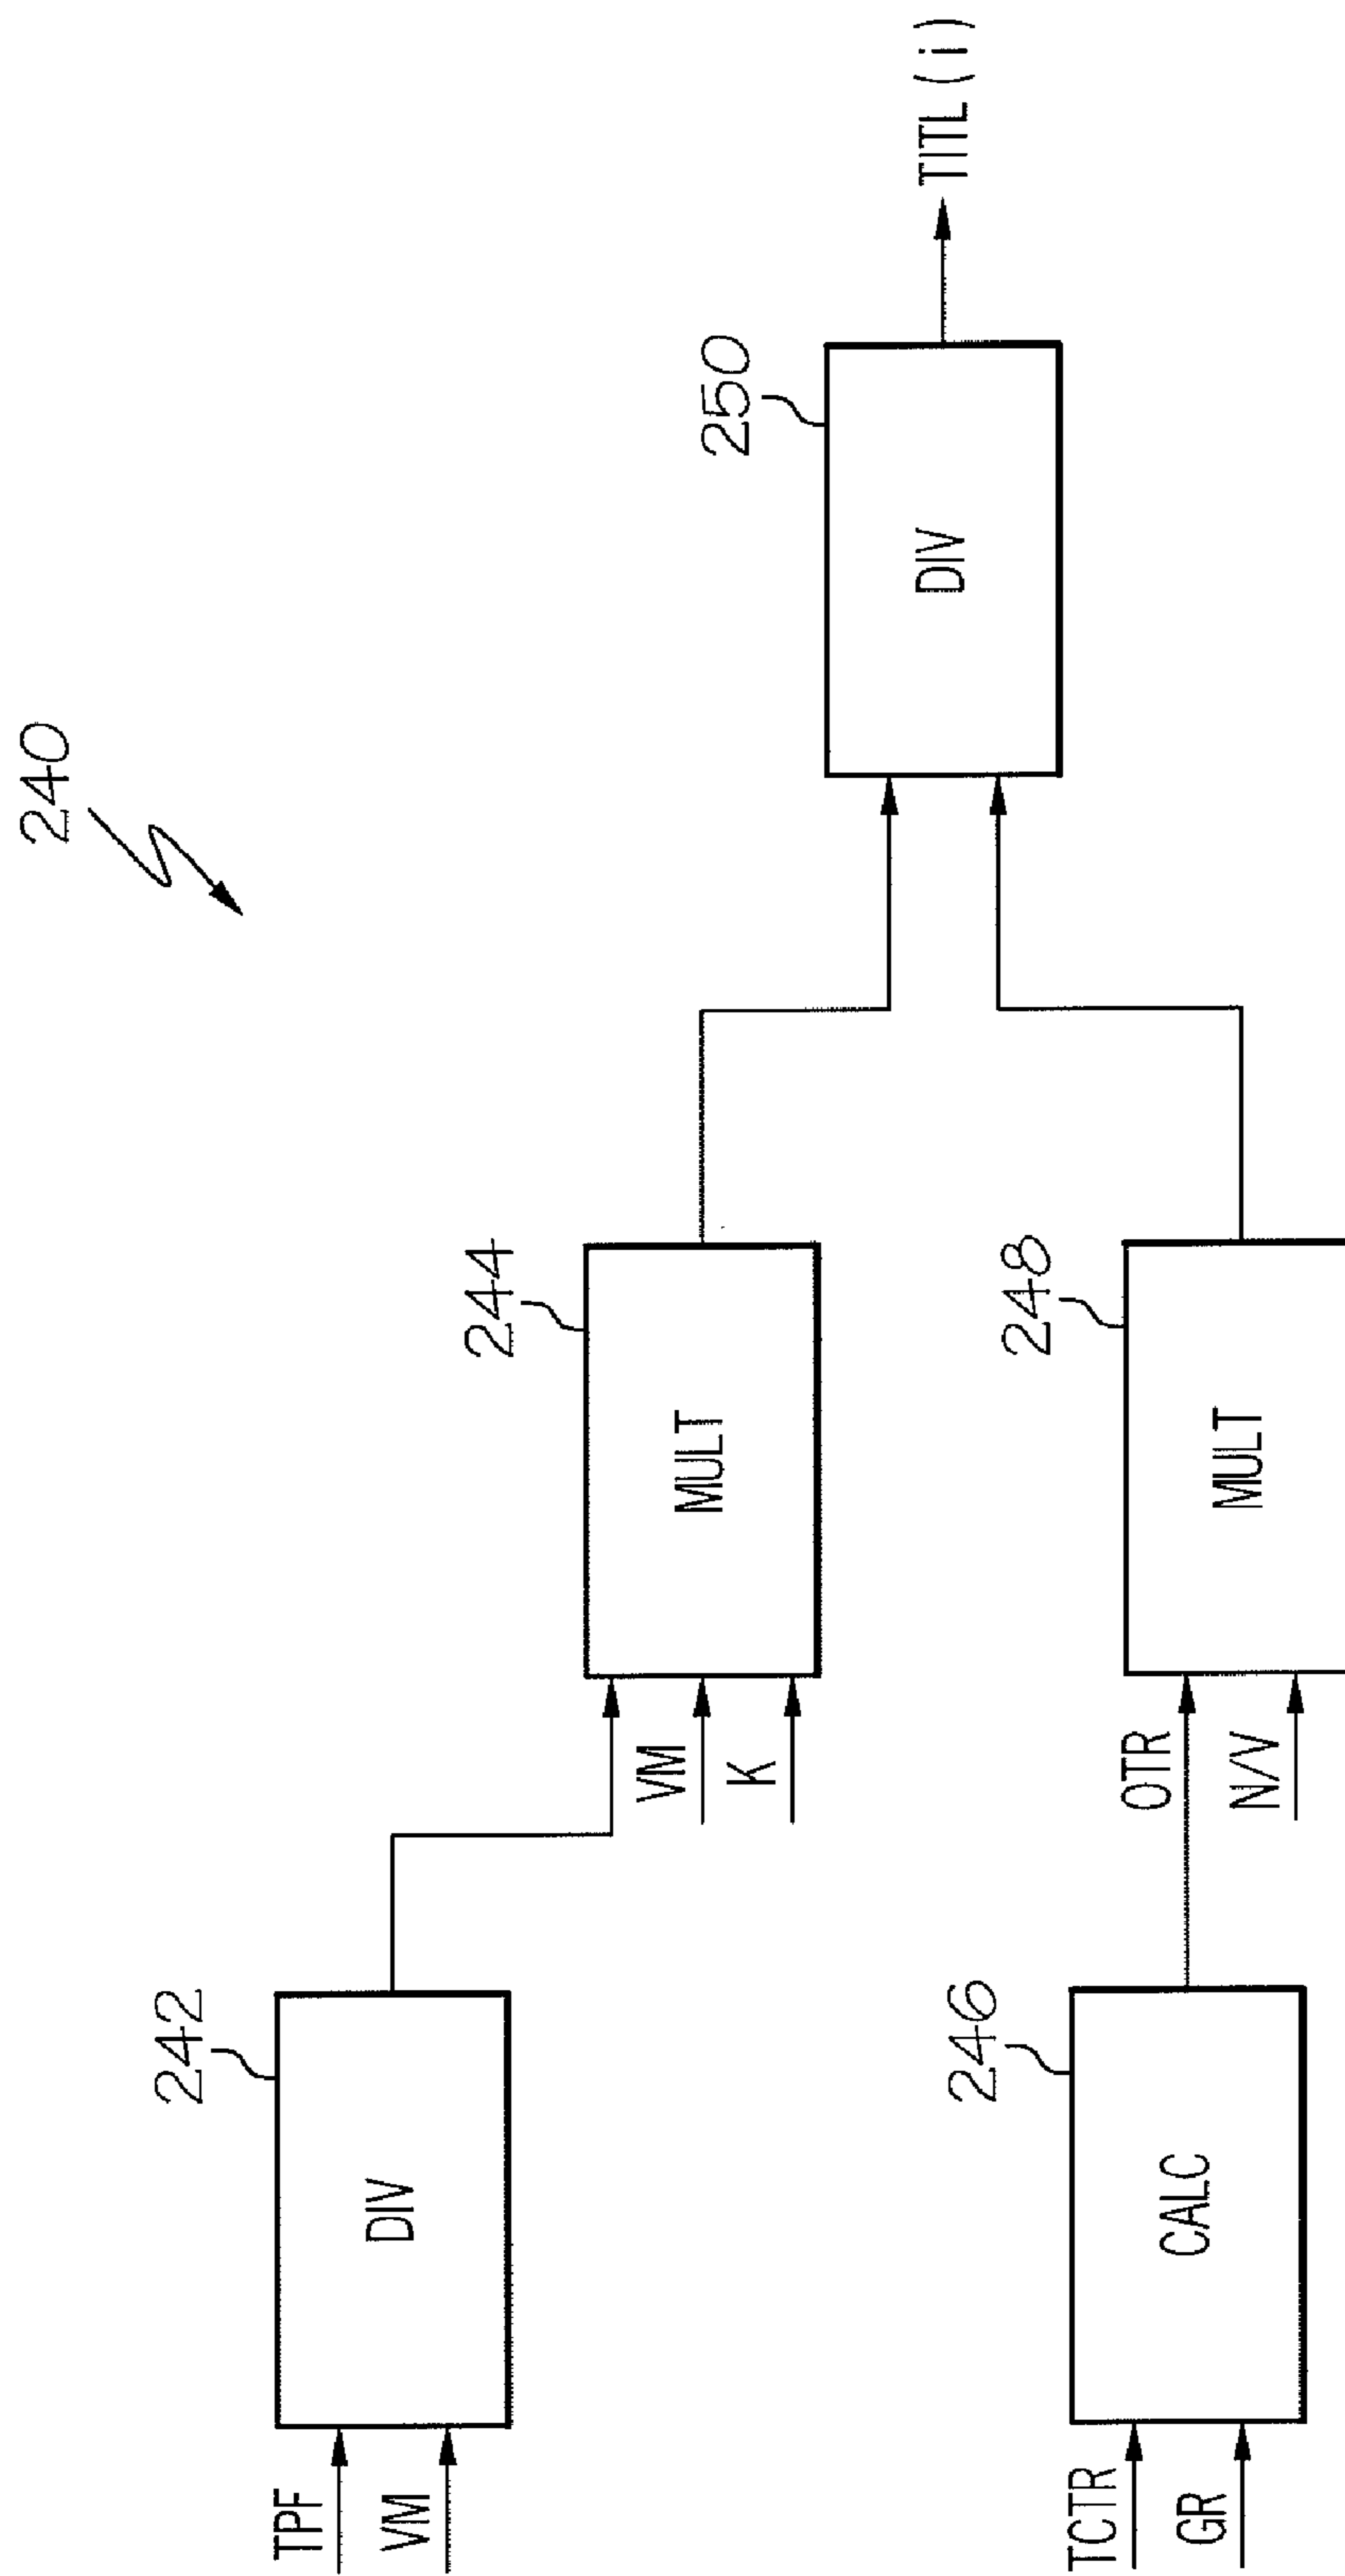 240
TPF
VM
242
DIV
VM
K
244
MULT
TCTR
GR
246
CALC
OTR
N/V
248
MULT
250
DIV
TITL(i)